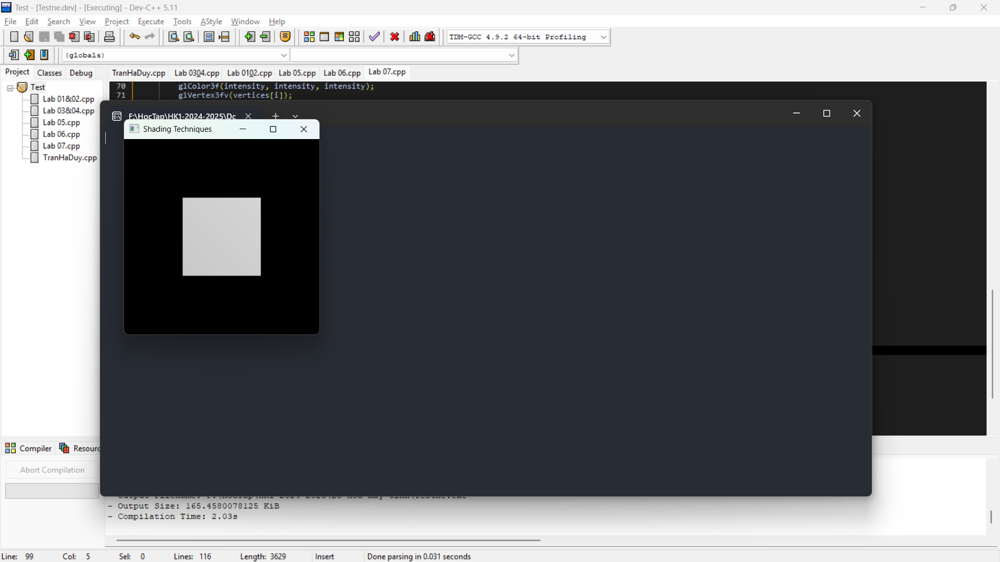 Test - [Testne.dev] - [Executing] - Dev-C++ 5.11
File Edit Search View Project Execute Tools AStyle Window Help
TDM-GCC 4.9.2 64-bit Profiling
(globals)
Project Classes Debug
TranHaDuy.cpp Lab 0304.cpp Lab 0102.cpp Lab 05.cpp Lab 06.cpp Lab 07.cpp
Test
Lab 01&02.cpp
Lab 03&04.cpp
Lab 05.cpp
Lab 06.cpp
Lab 07.cpp
TranHaDuy.cpp
70 glColor3f(intensity, intensity, intensity);
71 glVertex3fv(vertices[i]);
F:\HocTap\HK1-2024-2025\Dc
Shading Techniques
Compiler Resourc
Abort Compilation
- Output Size: 165.4580078125 KiB
- Compilation Time: 2.03s
Line: 99 Col: 5 Sel: 0 Lines: 116 Length: 3629 Insert Done parsing in 0.031 seconds